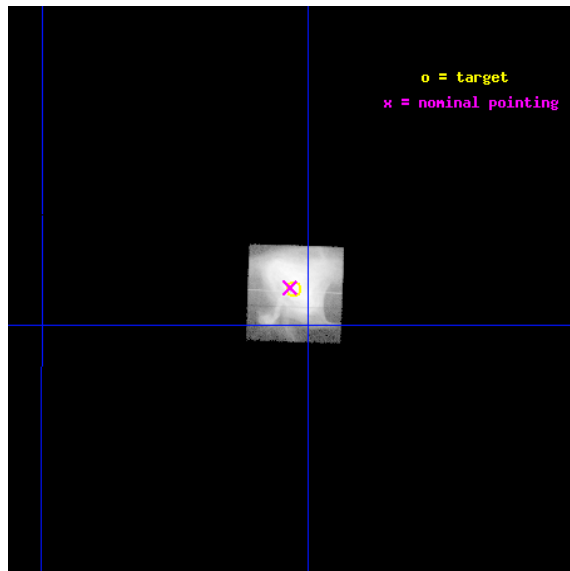 o = target
x = nominal pointing